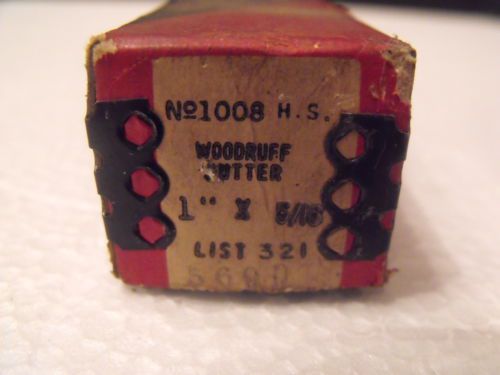 No1008 H.S.
WOODRUFF
CUTTER
1" X 5/16
LIST 321